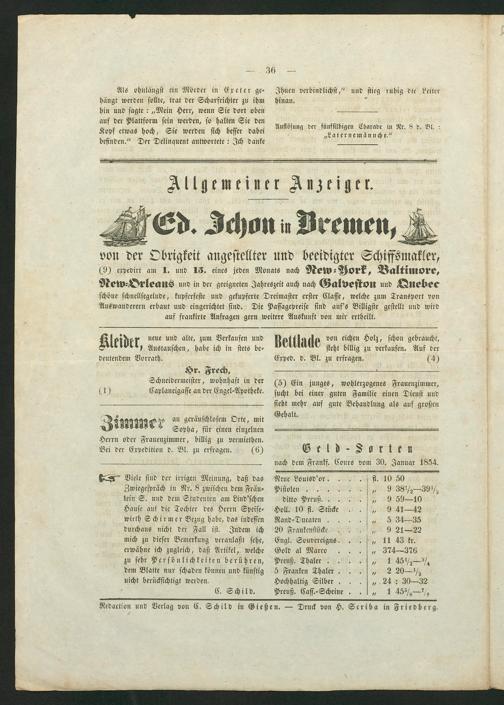 — 36 —
Als ohnlängst ein Mörder in Exeter ge-
hängt werden sollte, trat der Scharfrichter zu ihm
hin und sagte: „Mein Herr, wenn Sie dort oben
auf der Plattform sein werden, so halten Sie den
Kopf etwas hoch, Sie werden sich besser dabei
befinden.“ Der Delinquent antwortete: Ich danke
Ihnen verbindlichst,“ und stieg ruhig die Leiter
hinan.
Auflösung der fünfsilbigen Charade in Nr. 8 d. Bl.:
„Laternemännche.“
Allgemeiner Anzeiger.
Ed. Ichon in Bremen,
von der Obrigkeit angestellter und beeidigter Schiffsmakler,
(9) expedirt am 1. und 15. eines jeden Monats nach New-York, Baltimore,
New-Orleans und in der geeigneten Jahreszeit auch nach Galveston und Quebec
schöne schnellsegelnde, kupferfeste und gekupferte Dreimaster erster Classe, welche zum Transport von
Auswanderern erbaut und eingerichtet sind. Die Passagepreise sind auf's Billigste gestellt und wird
auf frankirte Anfragen gern weitere Auskunft von mir ertheilt.
Kleider, neue und alte, zum Verkaufen und
Austauschen, habe ich in stets be-
deutendem Vorrath.
Hr. Frech,
Schneidermeister, wohnhaft in der
(1) Caplaneigasse an der Engel-Apotheke.
Zimmer an geräuschlosem Orte, mit
Sopha, für einen einzelnen
Herrn oder Frauenzimmer, billig zu vermiethen.
Bei der Expedition d. Bl. zu erfragen. (6)
Viele sind der irrigen Meinung, daß das
Zwiegespräch in Nr. 8 zwischen dem Fräu-
lein S. und dem Studenten am Lind'schen
Hause auf die Tochter des Herrn Speise-
wirth Schirmer Bezug habe, das indessen
durchaus nicht der Fall ist. Indem ich
mich zu dieser Bemerkung veranlaßt sehe,
erwähne ich zugleich, daß Artikel, welche
zu sehr Persönlichkeiten berühren,
dem Blatte nur schaden können und künftig
nicht berücksichtigt werden.
C. Schild.
Bettlade von gutem Holz, schon gebraucht,
steht billig zu verkaufen. Auf der
Exped. d. Bl. zu erfragen. (4)
(5) Ein junges, wohlerzogenes Frauenzimmer,
sucht bei einer guten Familie einen Dienst und
sieht mehr auf gute Behandlung als auf großen
Gehalt.
Geld-Sorten
nach dem Frankf. Cours vom 30. Januar 1854.
Neue Louisd'or . . . . fl. 10 50
Pistolen . . . . . „ 9 38½—39½
ditto Preuß. . . . „ 9 59—10
Holl. 10 fl. Stücke . . „ 9 41—42
Rand-Ducaten . . . . „ 5 34—35
20 Frankenstücke . . . „ 9 21—22
Engl. Souvereigns . . . „ 11 43 kr.
Gold al Marco . . . „ 374—376
Preuß. Thaler . . . . „ 1 45½—¾
5 Franken Thaler . . . „ 2 20—½
Hochhaltig Silber . . . „ 24 : 30—32
Preuß. Cass.-Scheine . . „ 1
Redaction und Verlag von C. Schild in Gießen. — Druck von H. Scriba in Friedberg.